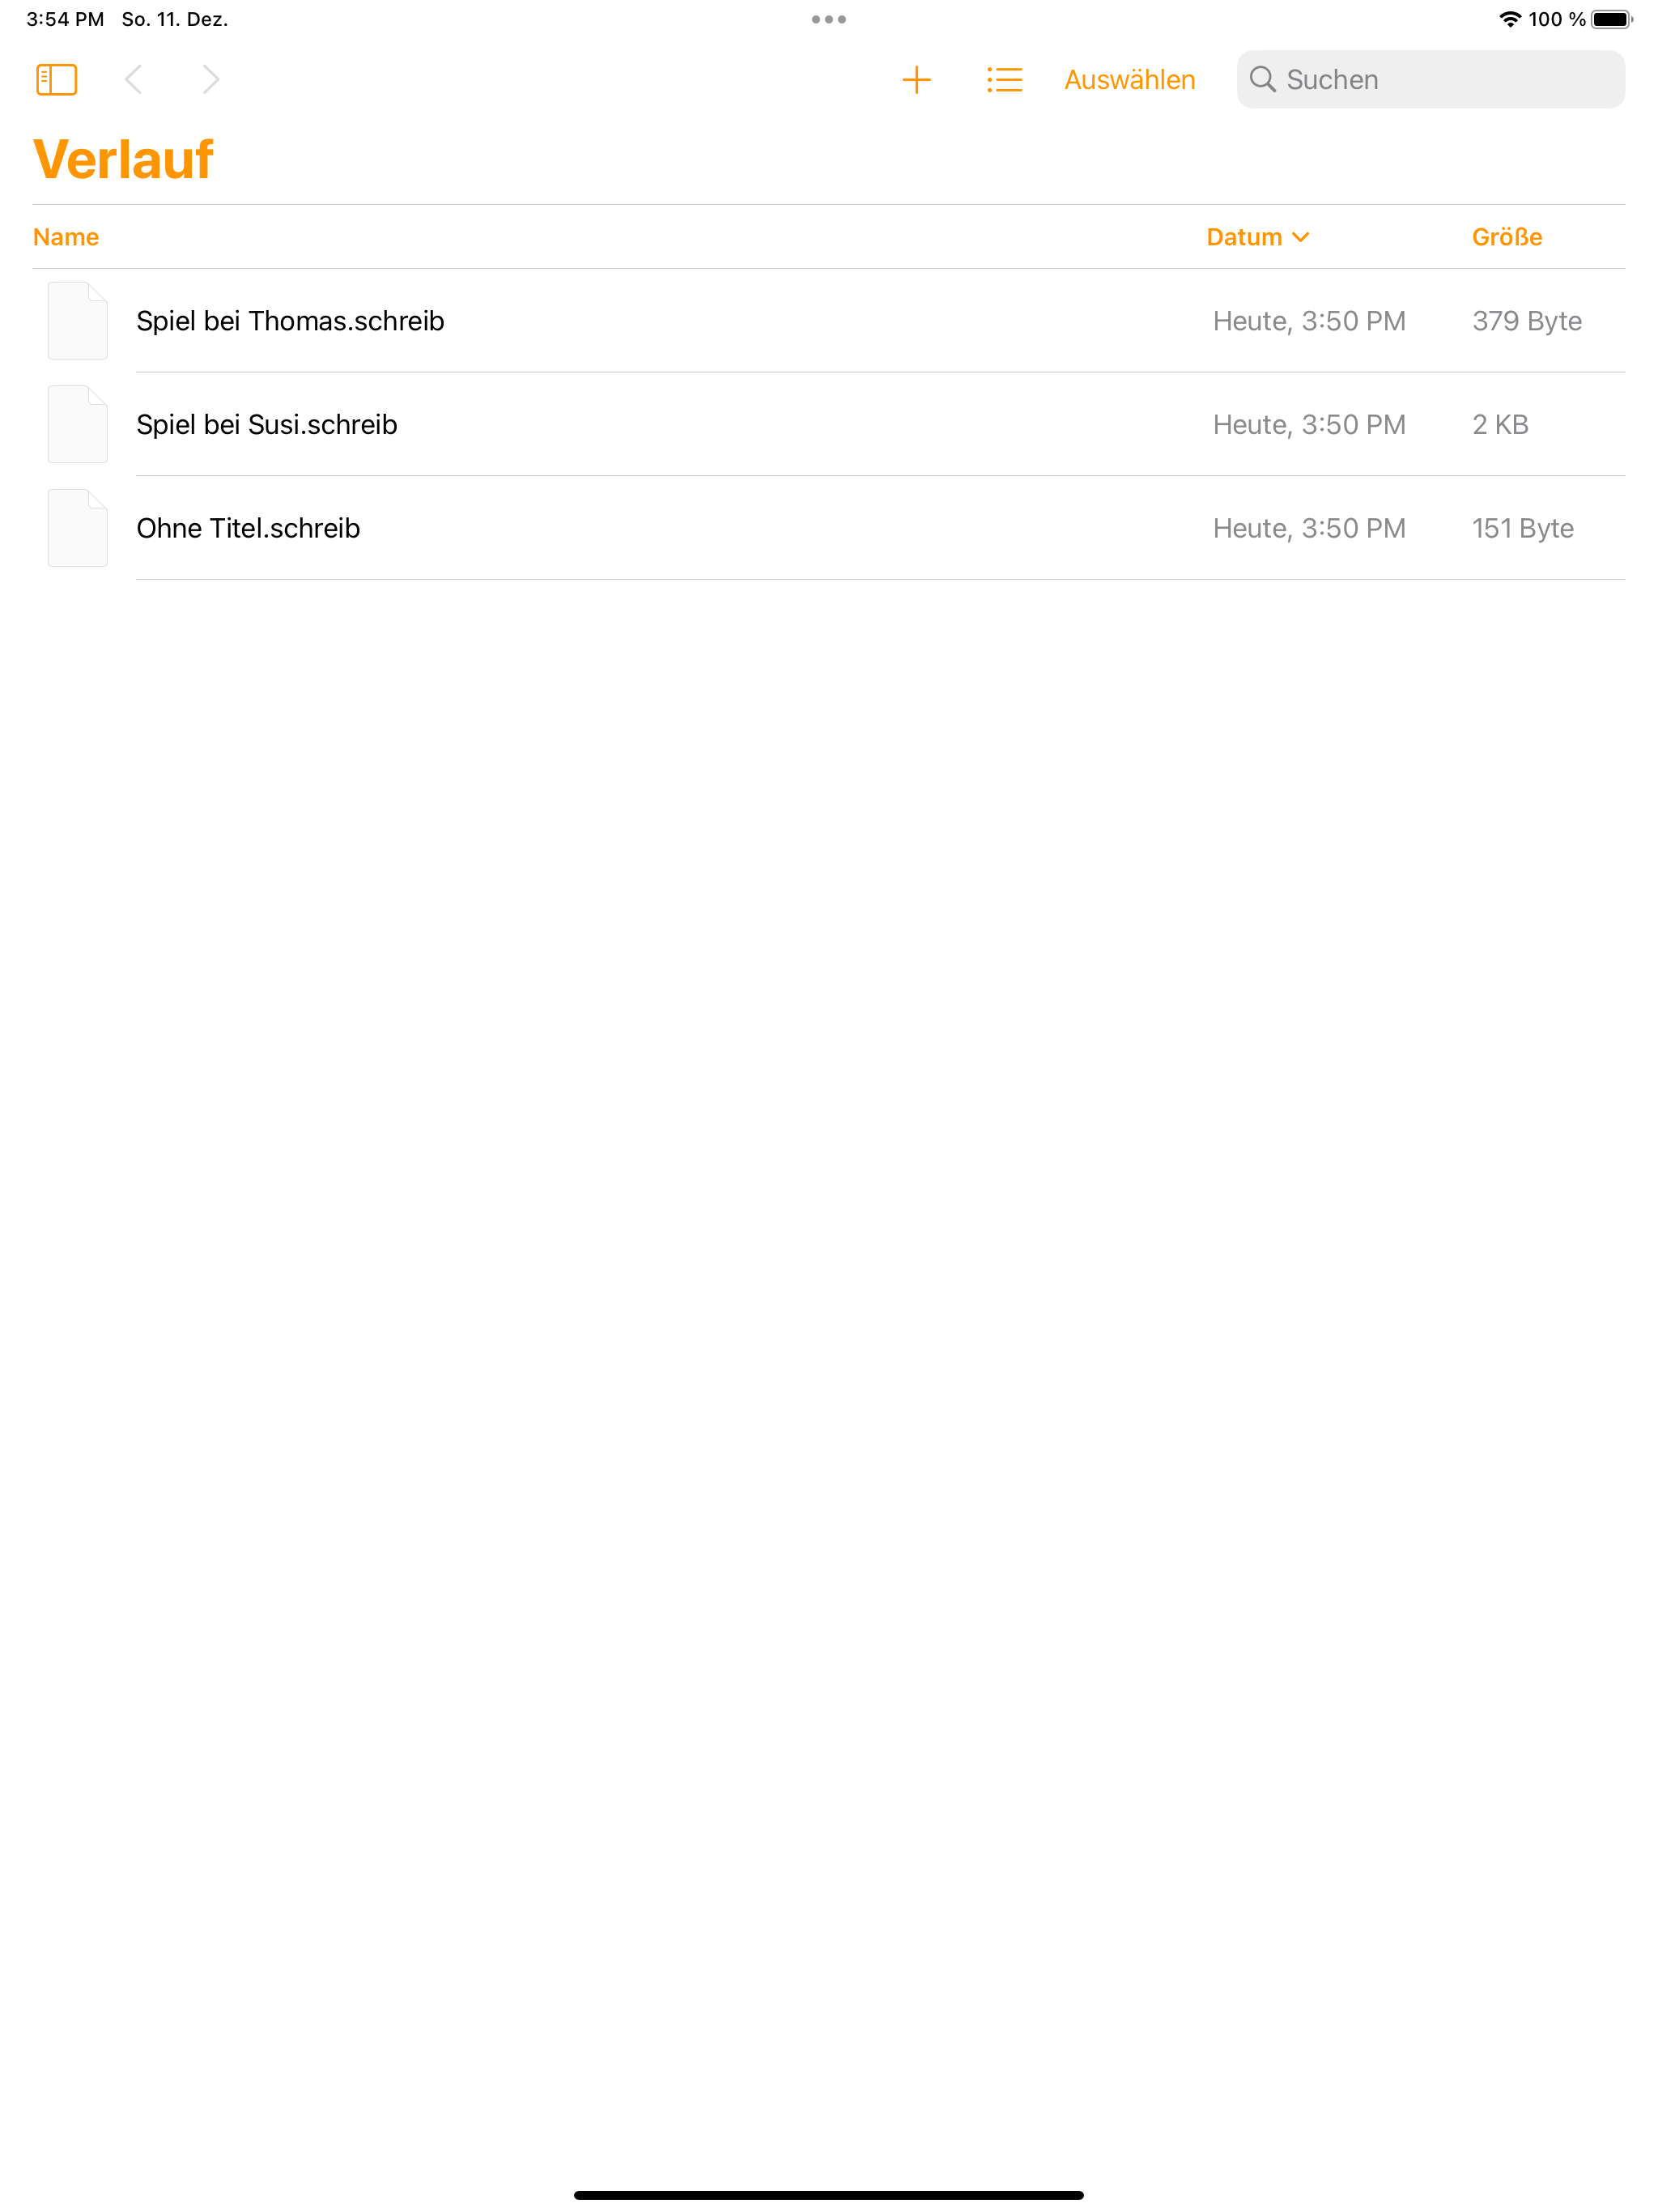 3:54 PM So. 11. Dez. 100 %
Auswählen Suchen
Verlauf
Name Datum Größe
Spiel bei Thomas.schreib Heute, 3:50 PM 379 Byte
Spiel bei Susi.schreib Heute, 3:50 PM 2 KB
Ohne Titel.schreib Heute, 3:50 PM 151 Byte